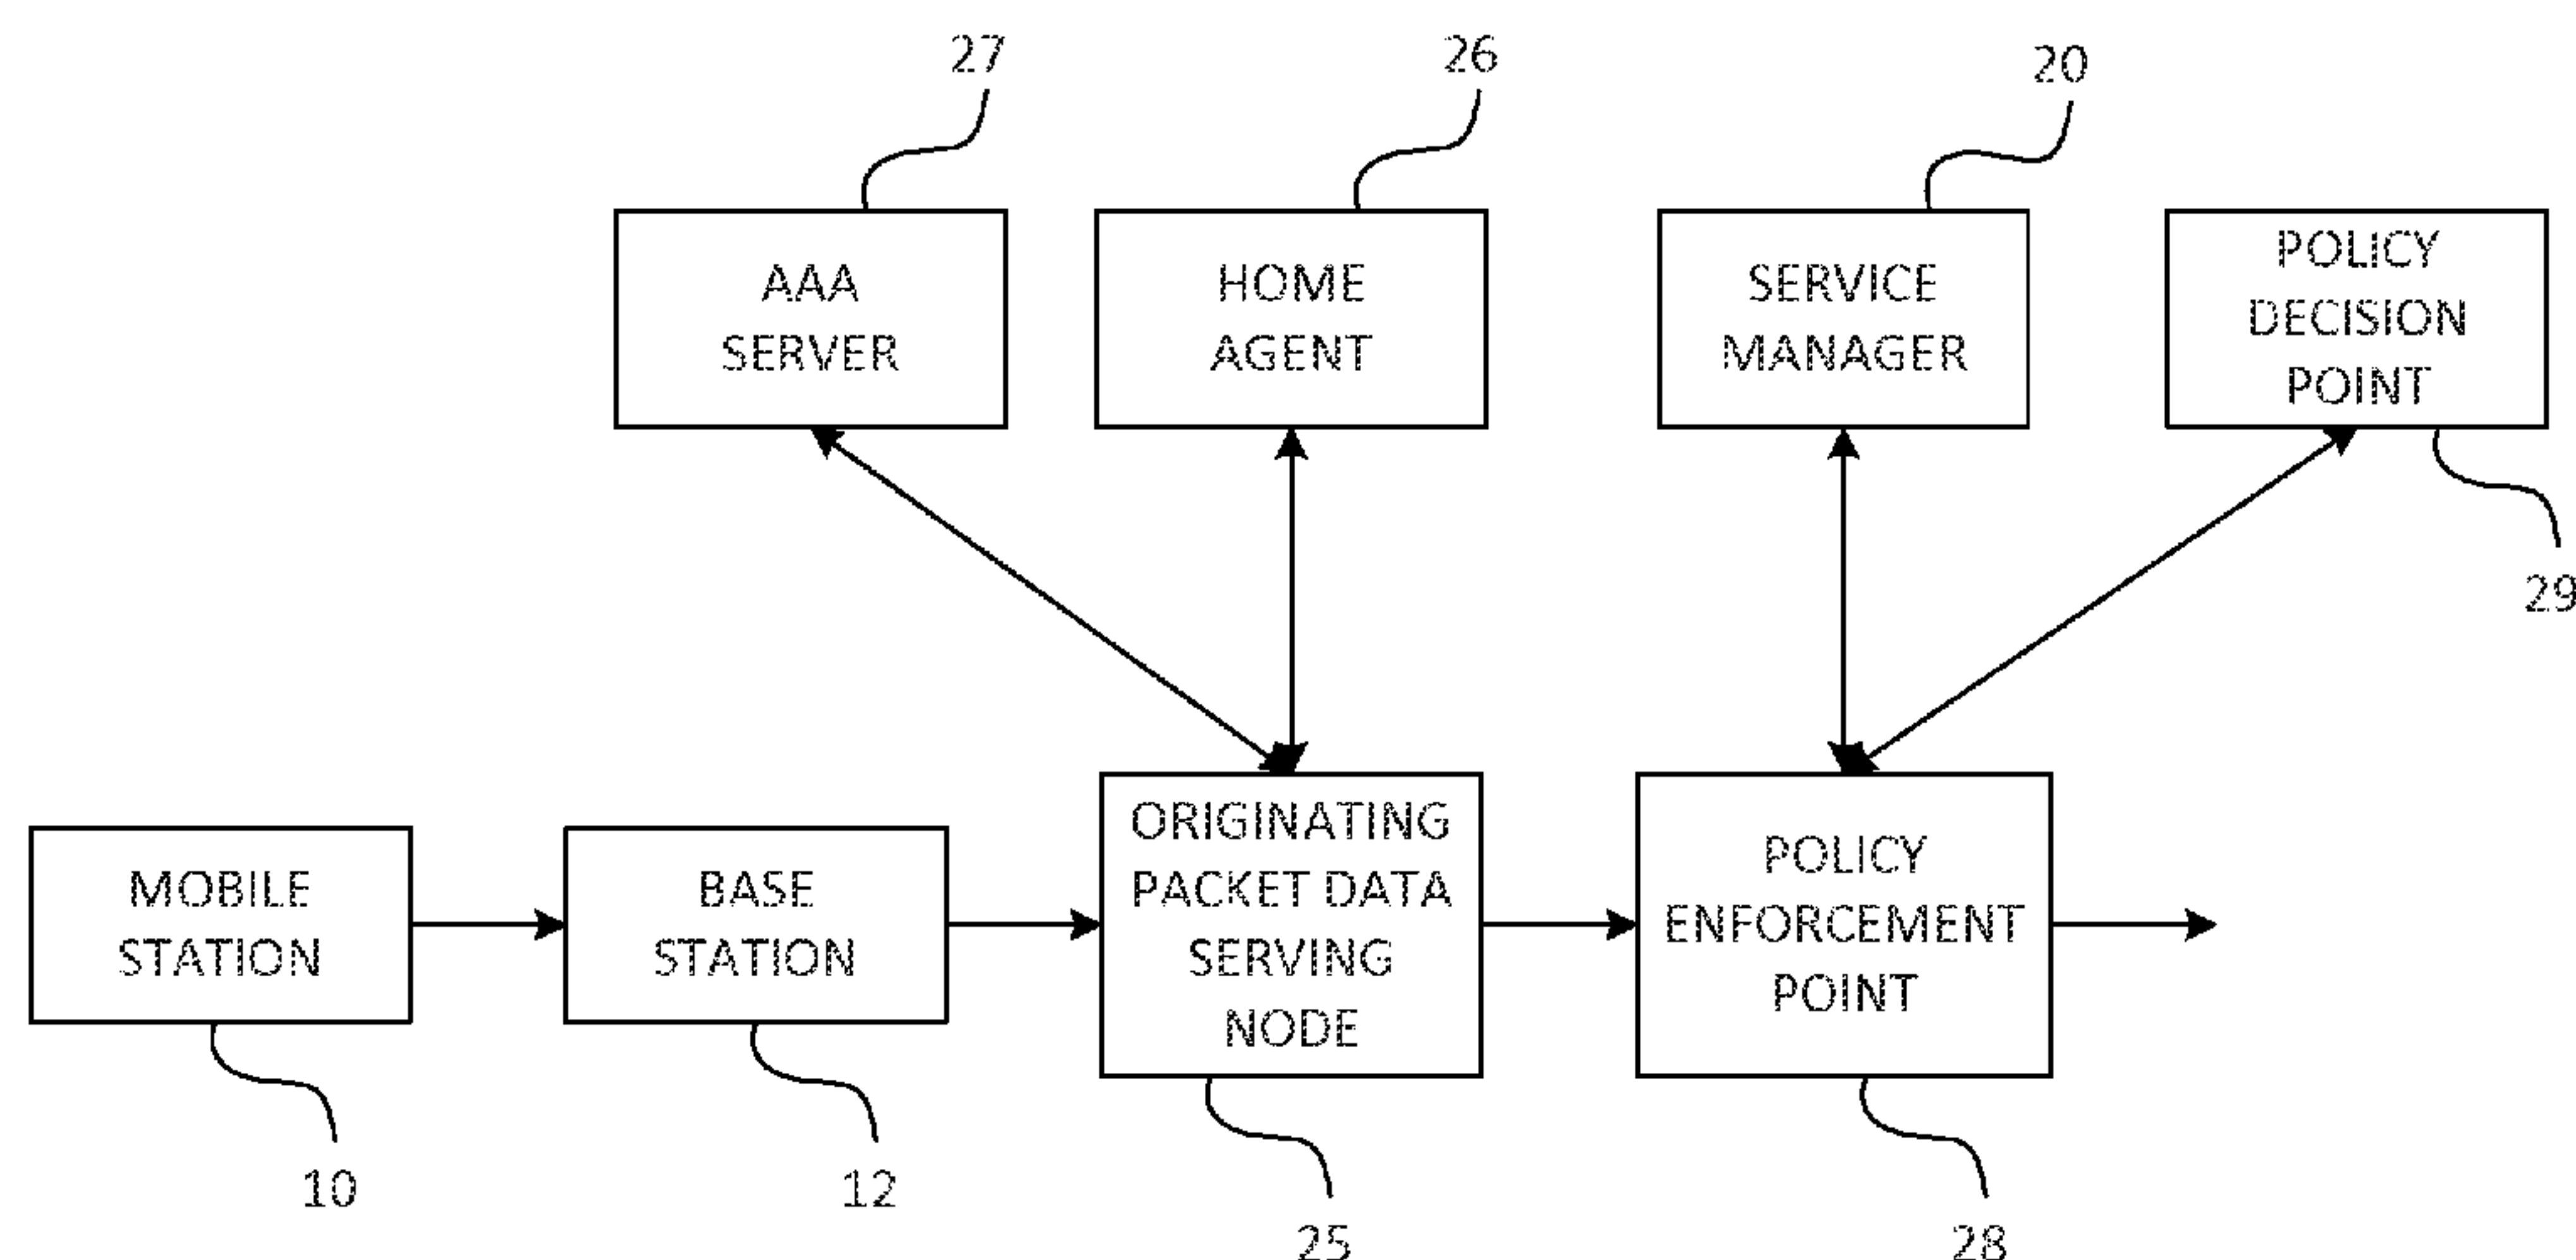 27
26
20
AAA
SERVER
HOME
AGENT
SERVICE
MANAGER
POLICY
DECISION
POINT
29
MOBILE
STATION
BASE
STATION
ORIGINATING
PACKET DATA
SERVING
NODE
POLICY
ENFORCEMENT
POINT
10
12
25
28